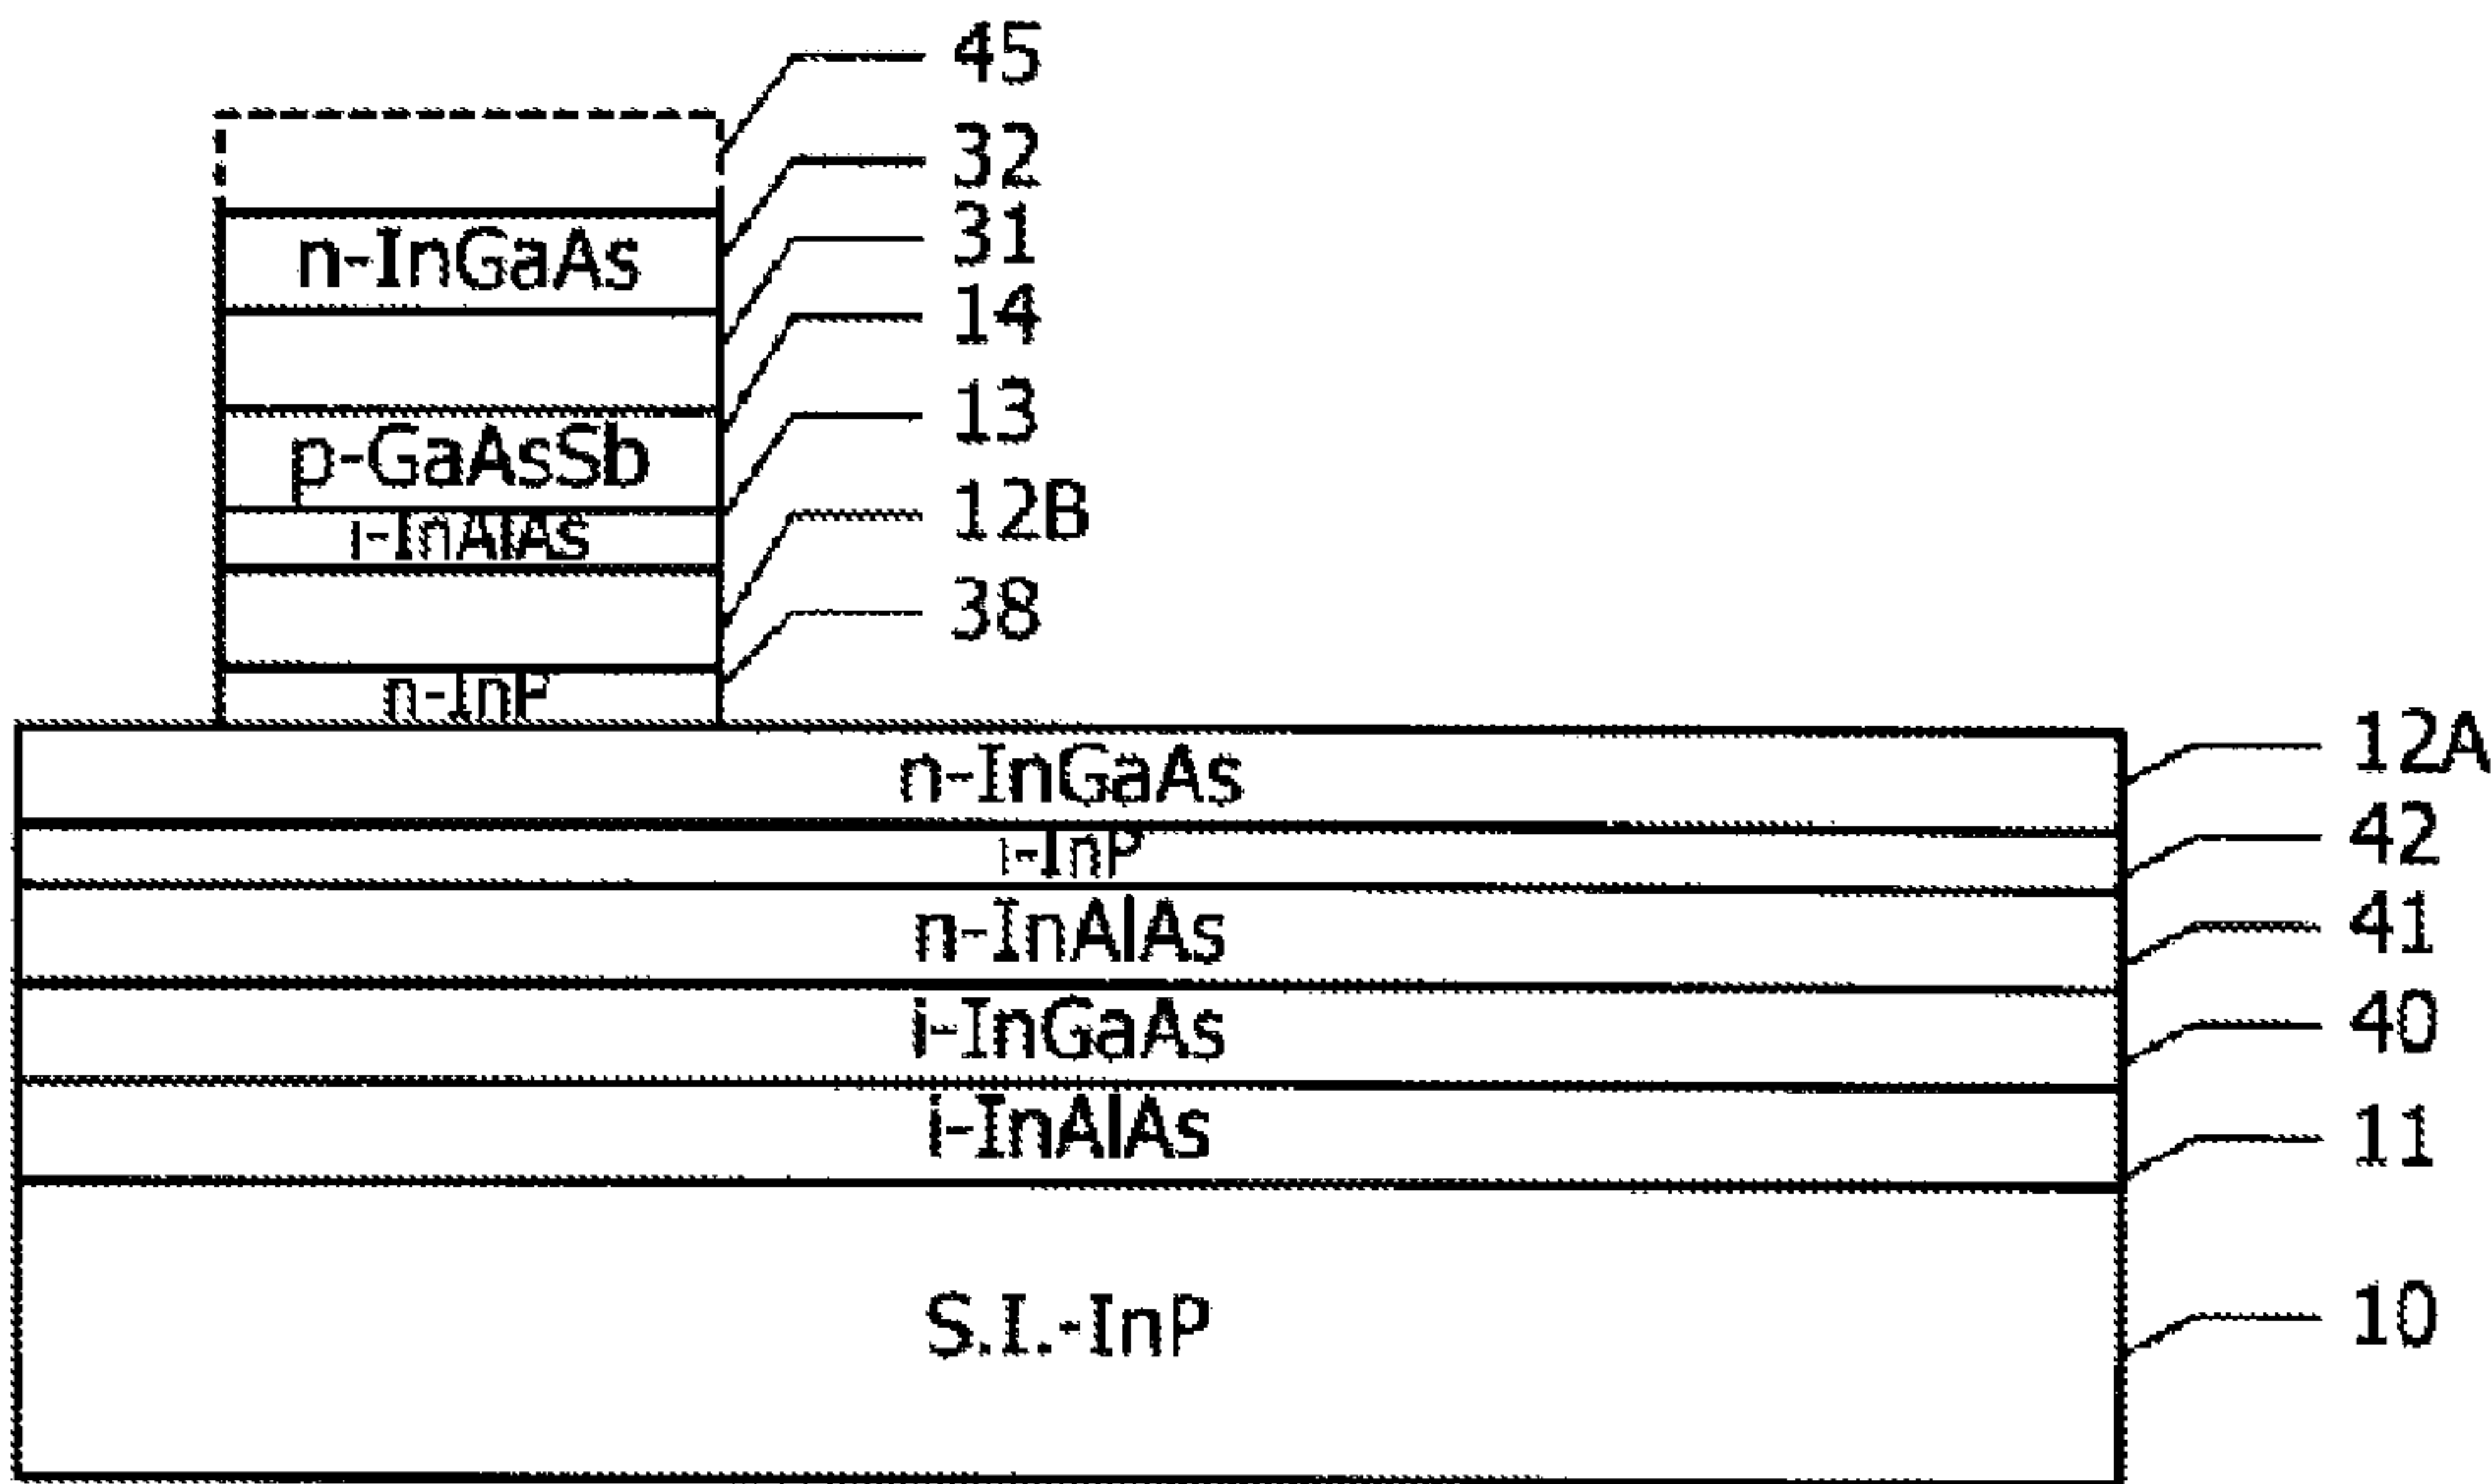 45
32
n-InGaAs
31
14
p-GaAsSb
13
i-InAlAs
12B
38
n-InP
n-InGaAs
12A
i-InP
42
n-InAlAs
41
i-InGaAs
40
i-InAlAs
11
S.I.-InP
10